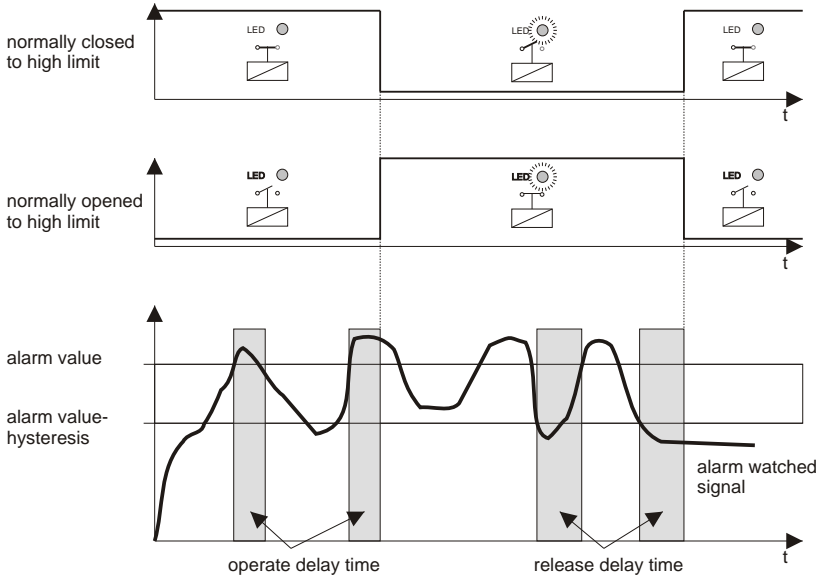 LED
LED
LED
normally closed
to high limit
t
LED
LED
LED
normally opened
to high limit
t
alarm value
alarm value-
hysteresis
alarm watched
signal
t
operate delay time
release delay time